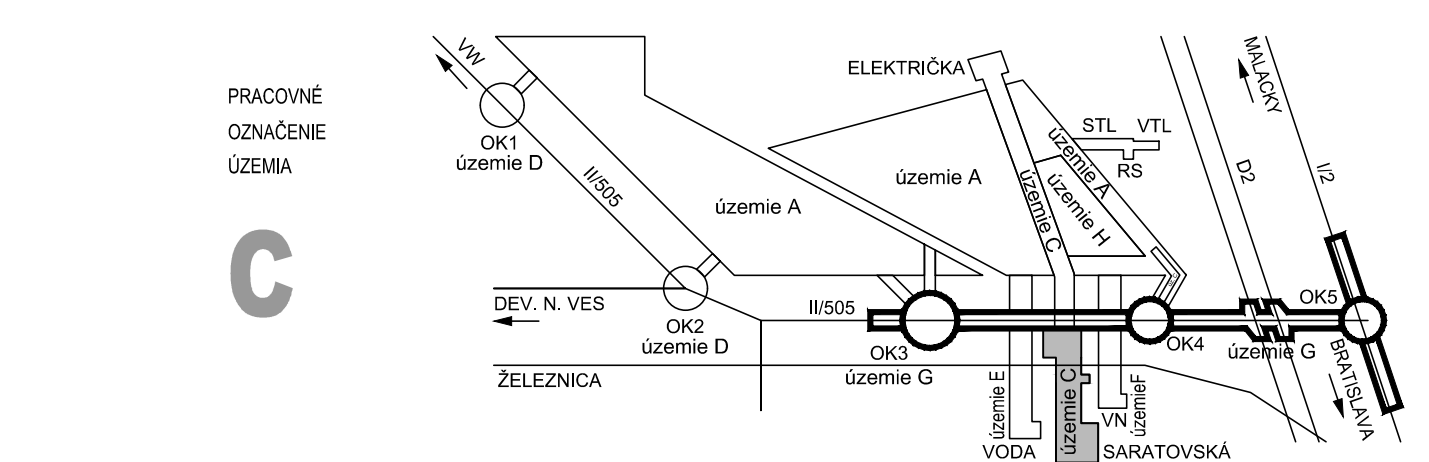 PRACOVNÉ
OZNAČENIE
ÚZEMIA
C
VW
OK1
územie D
II/505
územie A
DEV. N. VES
OK2
územie D
ŽELEZNICA
ELEKTRIČKA
územie A
územie C
územie H
územie A
STL VTL
RS
MALACKY
D2
I/2
II/505
OK3
územie G
OK4
OK5
územie G
BRATISLAVA
územie E
VODA
územie C
SARATOVSKÁ
VN
územieF